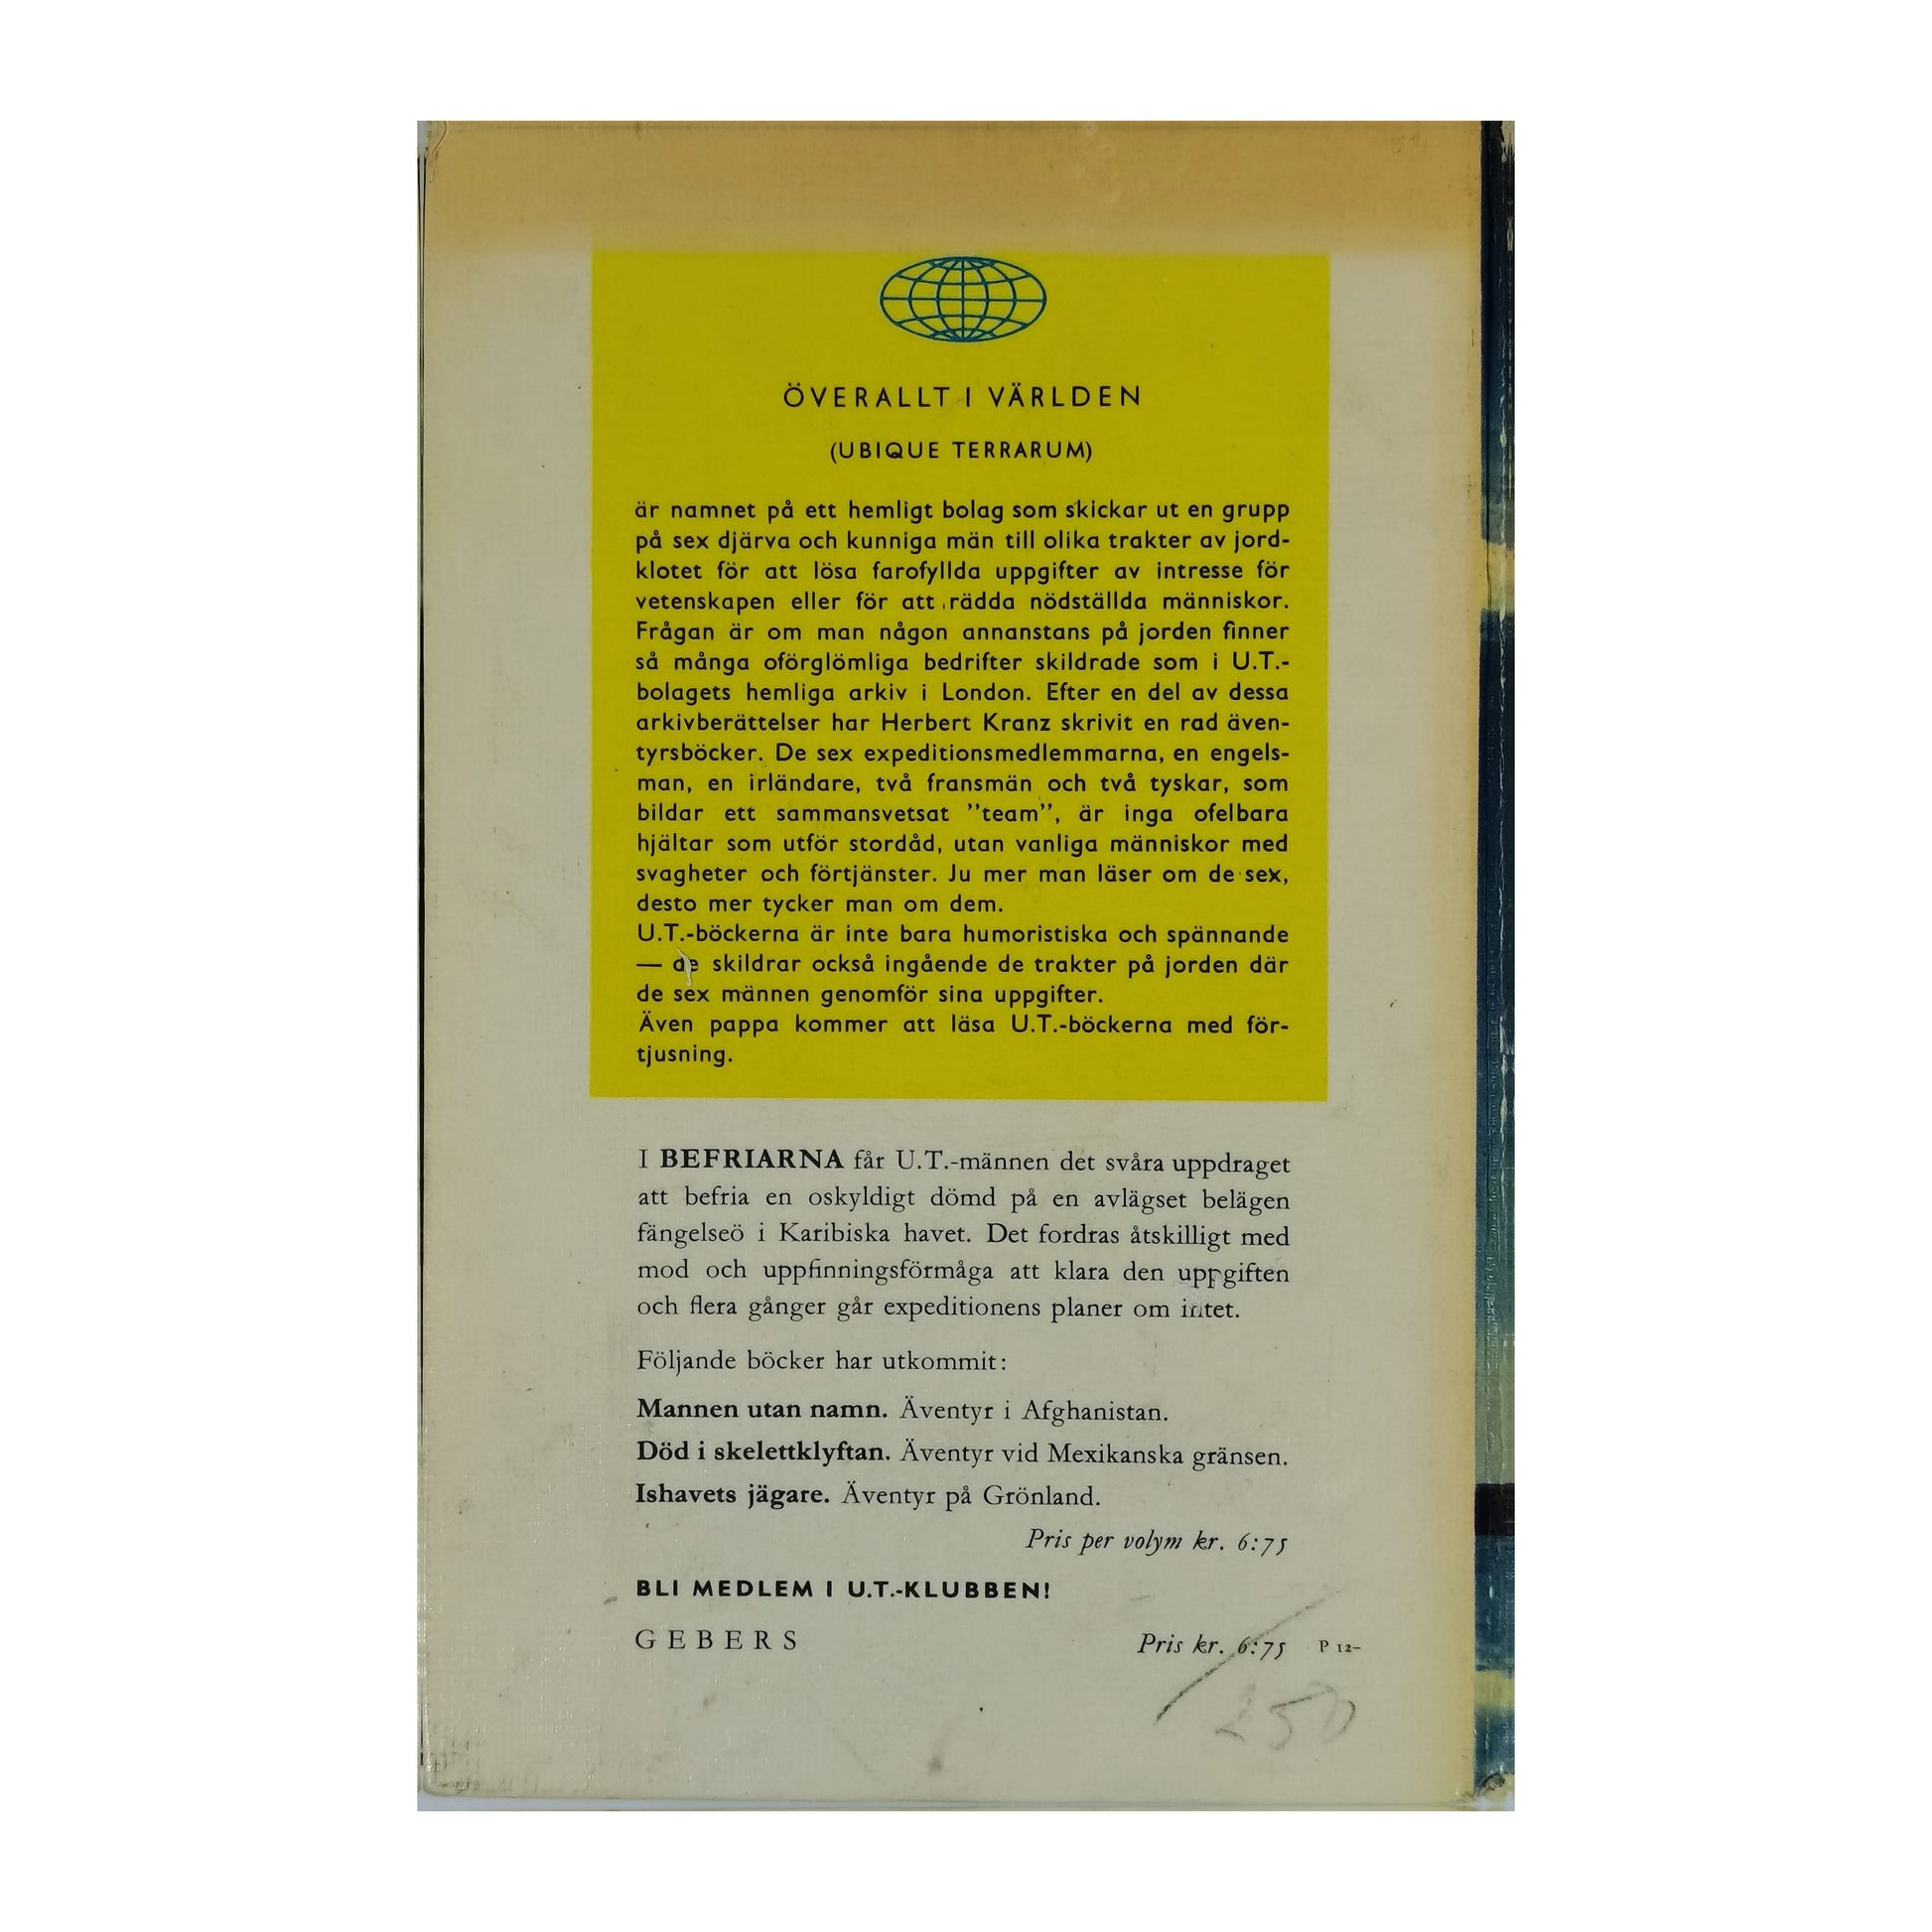 ÖVERALLT I VÄRLDEN
(UBIQUE TERRARUM)
är namnet på ett hemligt bolag som skickar ut en grupp
på sex djärva och kunniga män till olika trakter av jord-
klotet för att lösa farofyllda uppgifter av intresse för
vetenskapen eller för att rädda nödställda människor.
Frågan är om man någon annanstans på jorden finner
så många oförglömliga bedrifter skildrade som i U.T.-
bolagets hemliga arkiv i London. Efter en del av dessa
arkivberättelser har Herbert Kranz skrivit en rad även-
tyrsböcker. De sex expeditionsmedlemmarna, en engels-
man, en irländare, två fransmän och två tyskar, som
bildar ett sammansvetsat ”team”, är inga ofelbara
hjältar som utför stordåd, utan vanliga människor med
svagheter och förtjänster. Ju mer man läser om de sex,
desto mer tycker man om dem.
U.T.-böckerna är inte bara humoristiska och spännande
— de skildrar också ingående de trakter på jorden där
de sex männen genomför sina uppgifter.
Även pappa kommer att läsa U.T.-böckerna med för-
tjusning.
I BEFRIARNA får U.T.-männen det svåra uppdraget
att befria en oskyldigt dömd på en avlägset belägen
fängelseö i Karibiska havet. Det fordras åtskilligt med
mod och uppfinningsförmåga att klara den uppgiften
och flera gånger går expeditionens planer om intet.
Följande böcker har utkommit:
Mannen utan namn. Äventyr i Afghanistan.
Död i skelettklyftan. Äventyr vid Mexikanska gränsen.
Ishavets jägare. Äventyr på Grönland.
Pris per volym kr. 6:75
BLI MEDLEM I U.T.-KLUBBEN!
GEBERS Pris kr. 6:75 P 12-
250